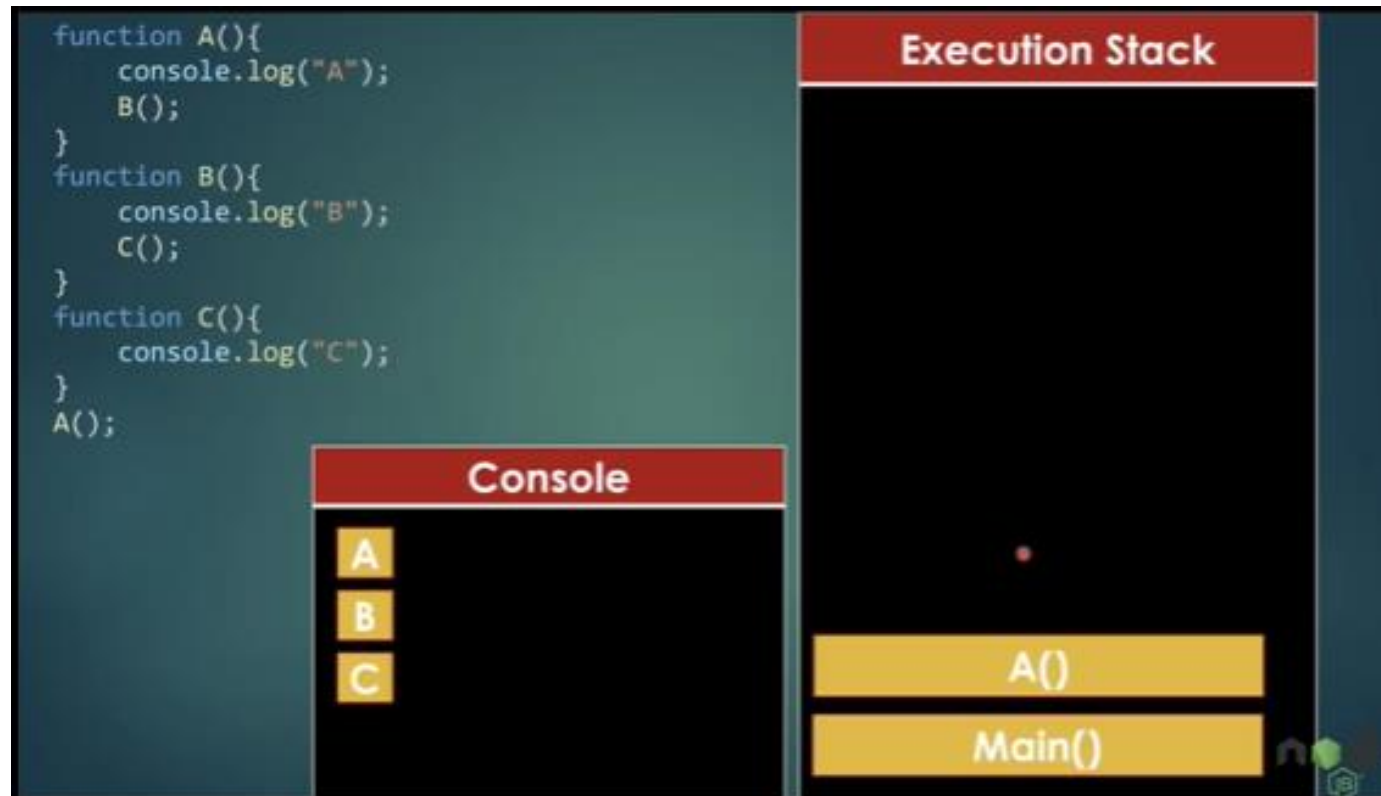 function A(){
    console.log("A");
    B();
}
function B(){
    console.log("B");
    C();
}
function C(){
    console.log("C");
}
A();
Console
A
B
C
Execution Stack
A()
Main()